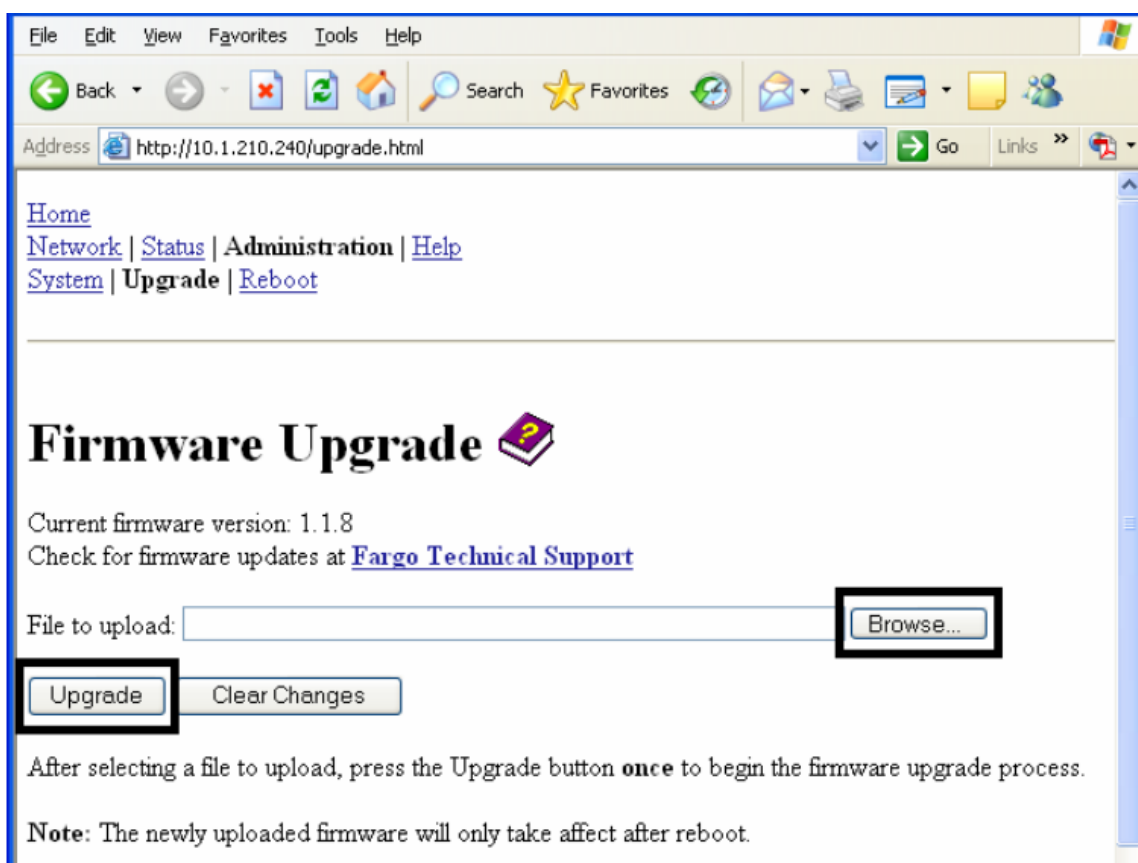 File Edit View Favorites Tools Help
Back Search Favorites
Address http://10.1.210.240/upgrade.html Go Links »
Home
Network | Status | Administration | Help
System | Upgrade | Reboot
Firmware Upgrade ?
Current firmware version: 1.1.8
Check for firmware updates at Fargo Technical Support
File to upload: Browse...
Upgrade Clear Changes
After selecting a file to upload, press the Upgrade button once to begin the firmware upgrade process.
Note: The newly uploaded firmware will only take affect after reboot.